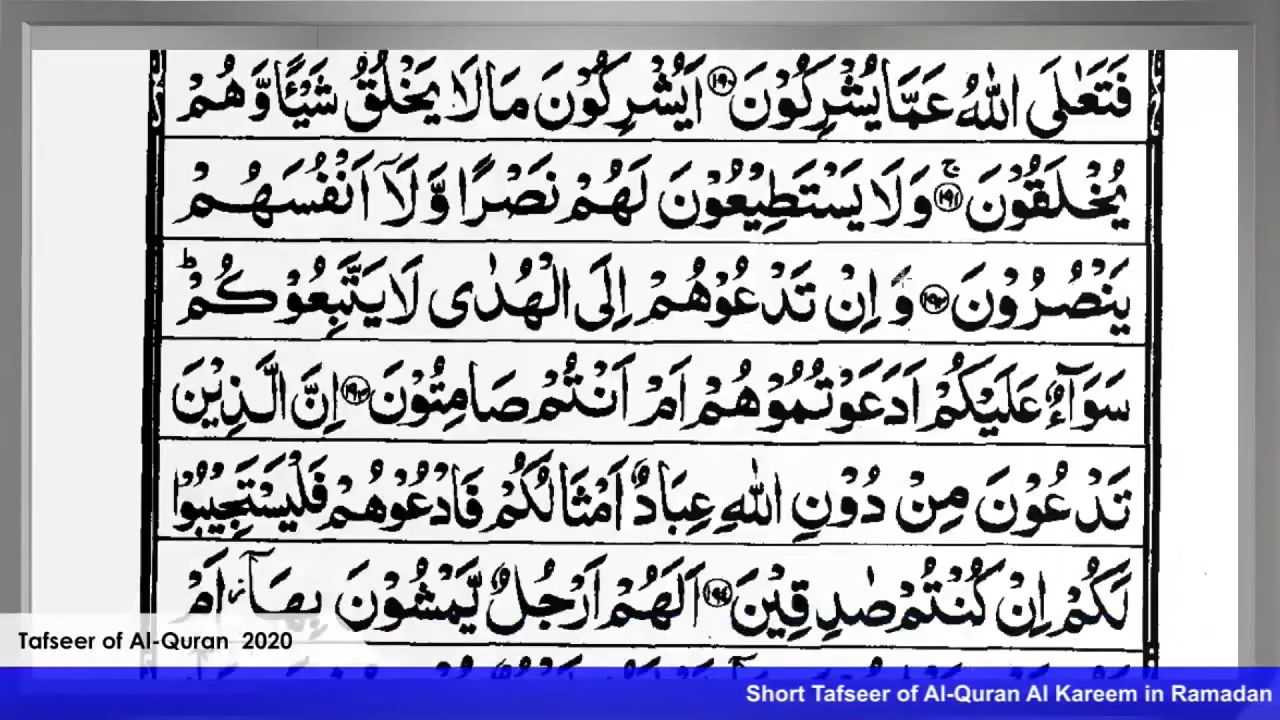 فَتَعٰلَى اللّٰهُ عَمَّا يُشْرِكُوْنَ ۝١٩٠ اَيُشْرِكُوْنَ مَا لَا يَخْلُقُ شَيْـًٔا وَّهُمْ
يُخْلَقُوْنَ ۝١٩١ۚ وَلَا يَسْتَطِيْعُوْنَ لَهُمْ نَصْرًا وَّلَاۤ اَنْفُسَهُمْ
يَنْصُرُوْنَ ۝١٩٢ وَ اِنْ تَدْعُوْهُمْ اِلَى الْهُدٰى لَا يَتَّبِعُوْكُمْ ؕ
سَوَآءٌ عَلَيْكُمْ اَدَعَوْتُمُوْهُمْ اَمْ اَنْتُمْ صَامِتُوْنَ ۝١٩٣ اِنَّ الَّذِيْنَ
تَدْعُوْنَ مِنْ دُوْنِ اللّٰهِ عِبَادٌ اَمْثَالُكُمْ فَادْعُوْهُمْ فَلْيَسْتَجِيْبُوْا
لَكُمْ اِنْ كُنْتُمْ صٰدِقِيْنَ ۝١٩٤ اَلَهُمْ اَرْجُلٌ يَّمْشُوْنَ بِهَاۤ ز اَمْ
Tafseer of Al-Quran 2020
Short Tafseer of Al-Quran Al Kareem in Ramadan